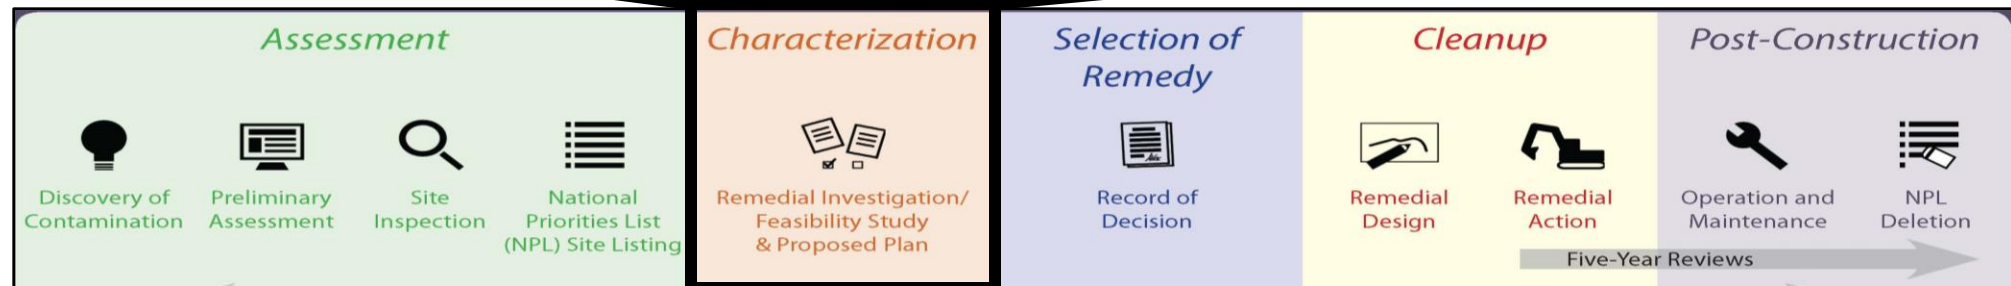 Assessment
Discovery of
Contamination
Preliminary
Assessment
Site
Inspection
National
Priorities List
(NPL) Site Listing
Characterization
Remedial Investigation/
Feasibility Study
& Proposed Plan
Selection of
Remedy
Record of
Decision
Cleanup
Remedial
Design
Remedial
Action
Post-Construction
Operation and
Maintenance
NPL
Deletion
Five-Year Reviews